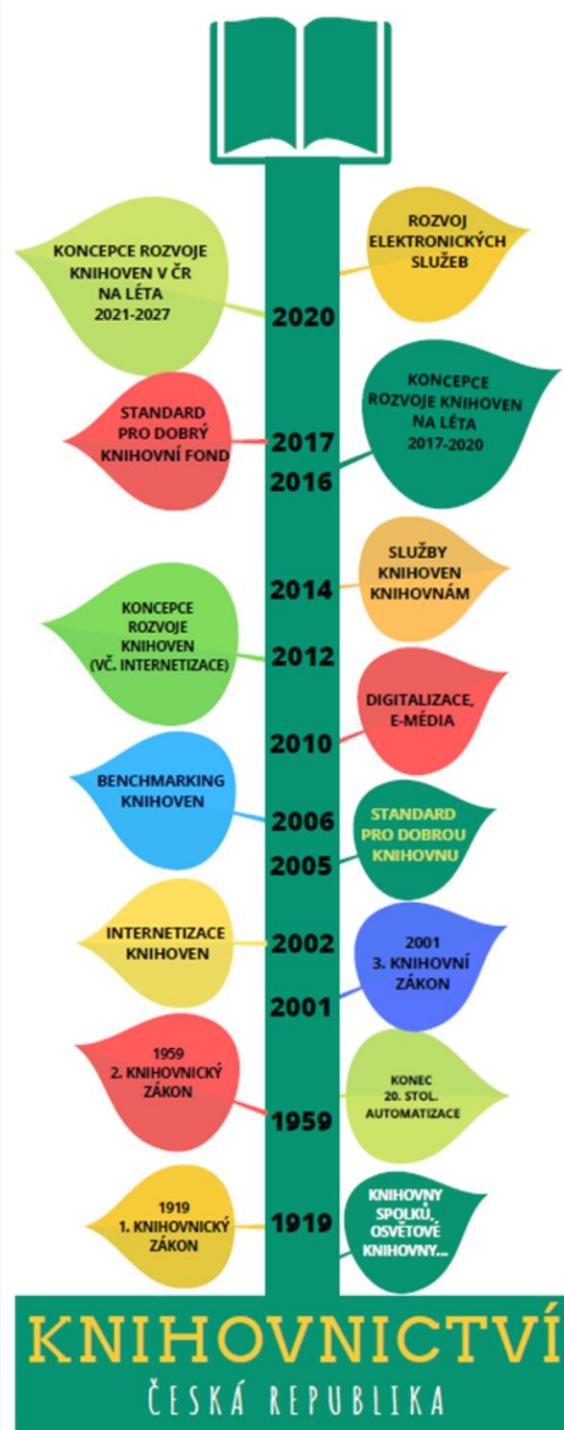 ROZVOJ
ELEKTRONICKÝCH
SLUŽEB
KONCEPCE ROZVOJE
KNIHOVEN V ČR
NA LÉTA
2021-2027
2020
KONCEPCE
ROZVOJE KNIHOVEN
NA LÉTA
2017-2020
STANDARD
PRO DOBRÝ
KNIHOVNÍ FOND
2017
2016
SLUŽBY
KNIHOVEN
KNIHOVNÁM
2014
KONCEPCE
ROZVOJE
KNIHOVEN
(VČ. INTERNETIZACE)
2012
DIGITALIZACE,
E-MÉDIA
2010
BENCHMARKING
KNIHOVEN
2006
STANDARD
PRO DOBROU
KNIHOVNU
2005
INTERNETIZACE
KNIHOVEN
2002
2001
3. KNIHOVNÍ
ZÁKON
2001
1959
2. KNIHOVNICKÝ
ZÁKON
KONEC
20. STOL.
AUTOMATIZACE
1959
1919
1. KNIHOVNICKÝ
ZÁKON
1919
KNIHOVNY
SPOLKŮ,
OSVĚTOVÉ
KNIHOVNY...
KNIHOVNICTVÍ
ČESKÁ REPUBLIKA